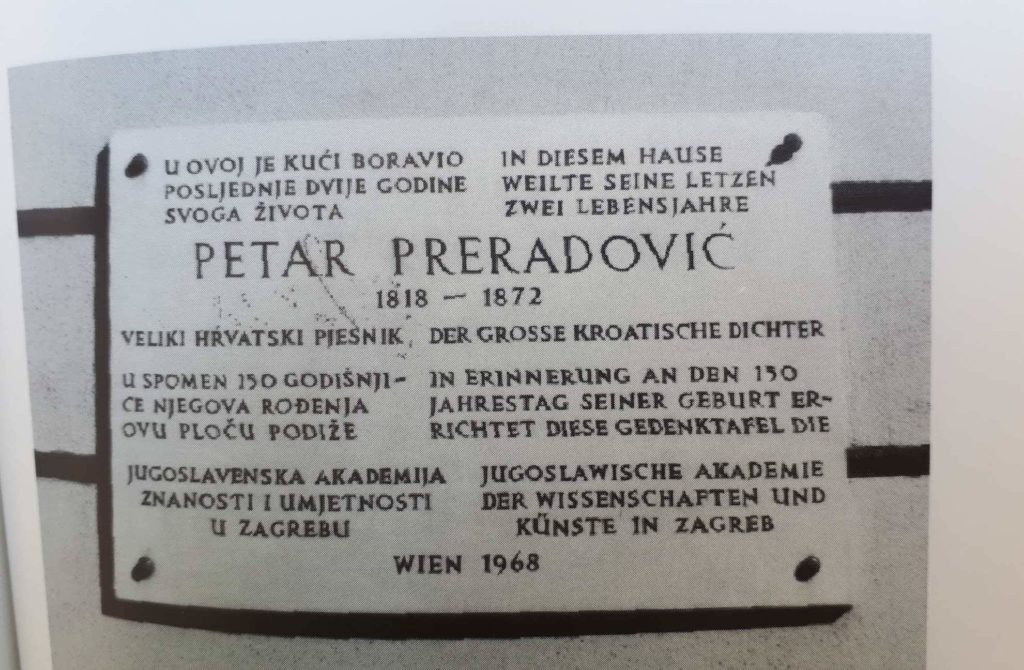 U OVOJ JE KUĆI BORAVIO
POSLJEDNJE DVIJE GODINE
SVOGA ŽIVOTA
IN DIESEM HAUSE
WEILTE SEINE LETZEN
ZWEI LEBENSJAHRE
PETAR PRERADOVIĆ
1818 — 1872
VELIKI HRVATSKI PJESNIK, DER GROSSE KROATISCHE DICHTER
U SPOMEN 150 GODIŠNJI-
CE NJEGOVA ROĐENJA
OVU PLOČU PODIŽE
IN ERINNERUNG AN DEN 150
JAHRESTAG SEINER GEBURT ER-
RICHTET DIESE GEDENKTAFEL DIE
JUGOSLAVENSKA AKADEMIJA
ZNANOSTI I UMJETNOSTI
U ZAGREBU
JUGOSLAWISCHE AKADEMIE
DER WISSENSCHAFTEN UND
KÜNSTE IN ZAGREB
WIEN 1968